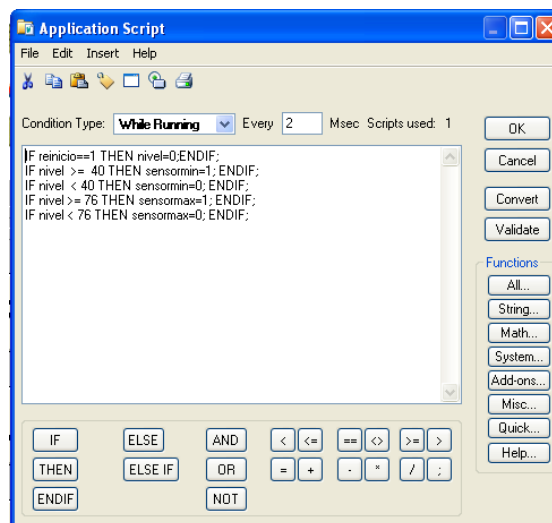 Application Script
File Edit Insert Help
Condition Type: While Running Every 2 Msec Scripts used: 1
IF reinicio==1 THEN nivel=0;ENDIF;
IF nivel >= 40 THEN sensormin=1; ENDIF;
IF nivel < 40 THEN sensormin=0; ENDIF;
IF nivel >= 76 THEN sensormax=1; ENDIF;
IF nivel < 76 THEN sensormax=0; ENDIF;
OK
Cancel
Convert
Validate
Functions
All...
String...
Math...
System...
Add-ons...
Misc...
Quick...
Help...
IF ELSE AND < <= == <> >= >
THEN ELSE IF OR = + - * / ;
ENDIF NOT